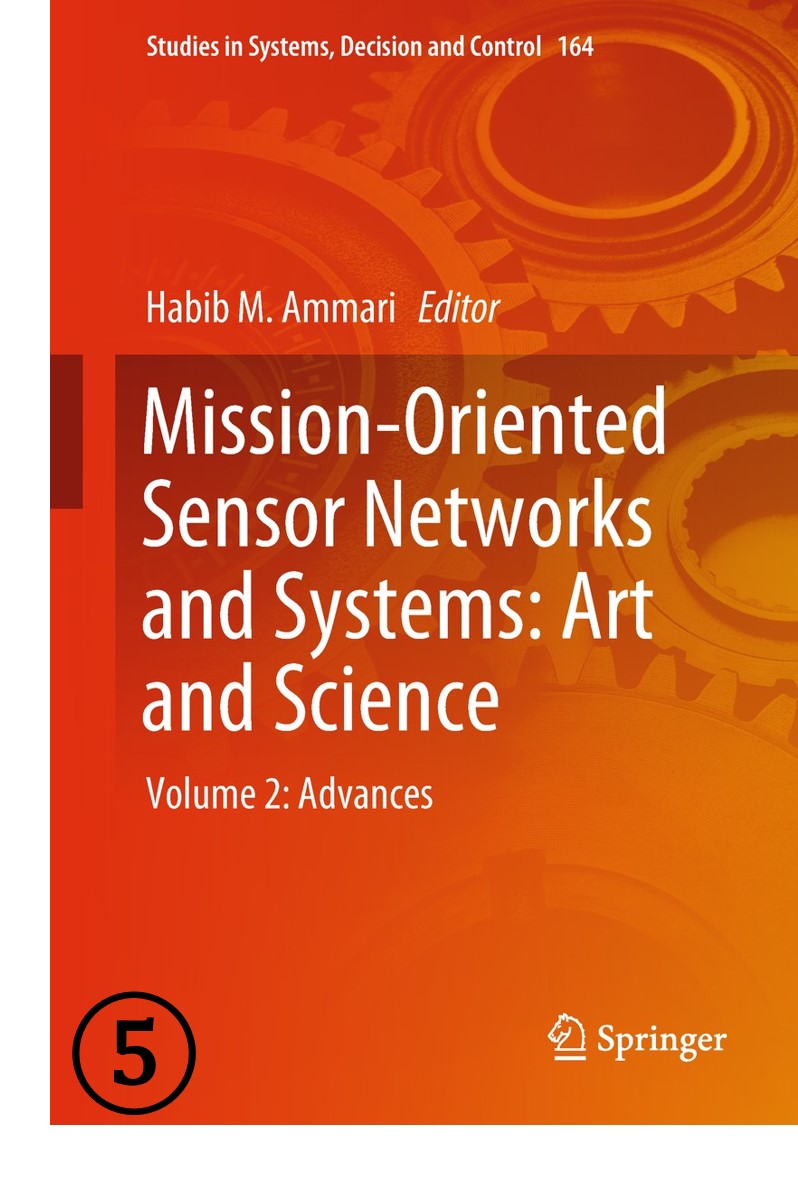 Studies in Systems, Decision and Control 164
Habib M. Ammari Editor
Mission-Oriented
Sensor Networks
and Systems: Art
and Science
Volume 2: Advances
5
Springer